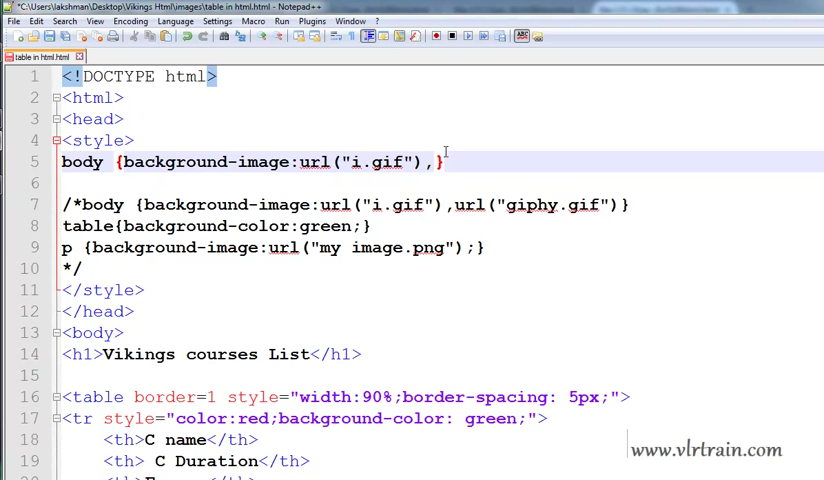 *C:\Users\lakshman\Desktop\Vikings Html\images\table in html.html - Notepad++
File Edit Search View Encoding Language Settings Macro Run Plugins Window ?
table in html.html
1 <!DOCTYPE html>
2 <html>
3 <head>
4 <style>
5 body {background-image:url("i.gif"),}
6
7 /*body {background-image:url("i.gif"),url("giphy.gif")}
8 table{background-color:green;}
9 p {background-image:url("my image.png");}
10 */
11 </style>
12 </head>
13 <body>
14 <h1>Vikings courses List</h1>
15
16 <table border=1 style="width:90%;border-spacing: 5px;">
17 <tr style="color:red;background-color: green;">
18 <th>C name</th>
19 <th> C Duration</th>
www.vlrtrain.com